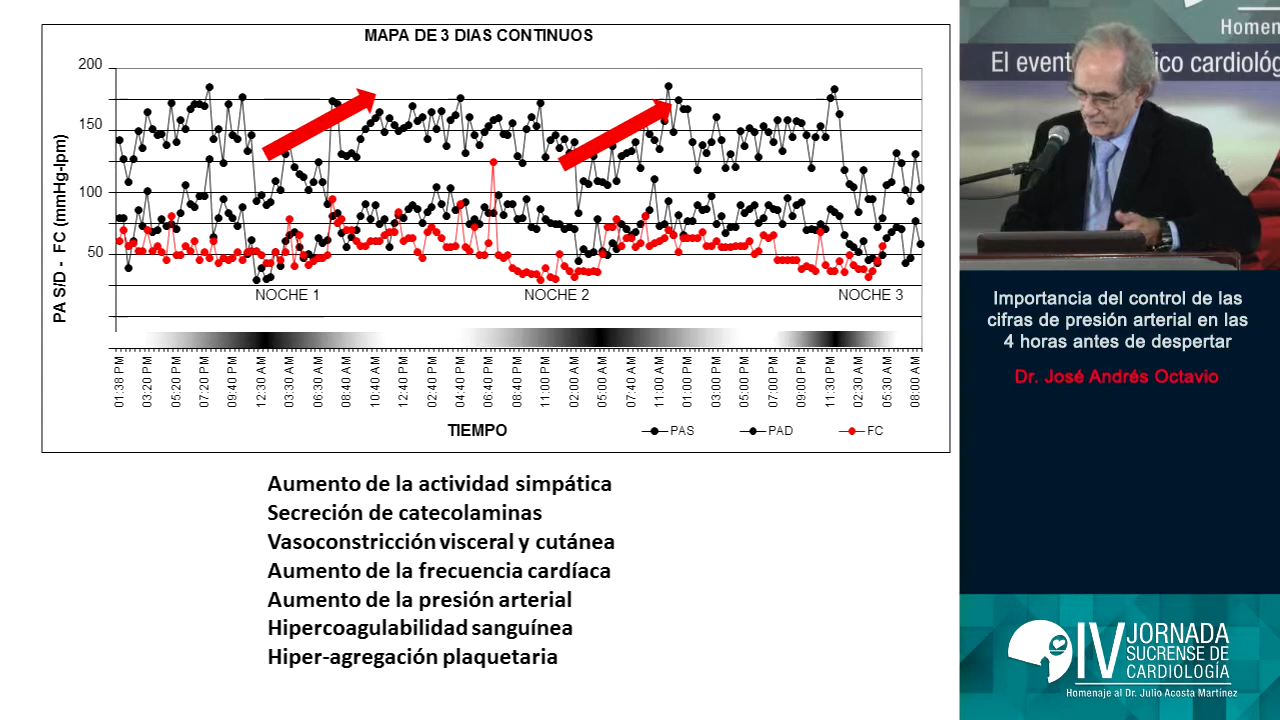 MAPA DE 3 DIAS CONTINUOS
PA S/D - FC (mmHg-lpm)
200
150
100
50
NOCHE 1
NOCHE 2
NOCHE 3
01:38 PM
03:20 PM
05:20 PM
07:20 PM
09:40 PM
12:30 AM
03:30 AM
06:30 AM
08:40 AM
10:40 AM
12:40 PM
02:40 PM
04:40 PM
06:40 PM
08:40 PM
11:00 PM
02:00 AM
05:00 AM
07:40 AM
11:00 AM
01:00 PM
03:00 PM
05:00 PM
07:00 PM
09:00 PM
11:30 PM
02:30 AM
05:30 AM
08:00 AM
TIEMPO
PAS
PAD
FC
Aumento de la actividad simpática
Secreción de catecolaminas
Vasoconstricción visceral y cutánea
Aumento de la frecuencia cardíaca
Aumento de la presión arterial
Hipercoagulabilidad sanguínea
Hiper-agregación plaquetaria
Homen
El event ico cardiológ
Importancia del control de las
cifras de presión arterial en las
4 horas antes de despertar
Dr. José Andrés Octavio
IV JORNADA
SUCRENSE DE
CARDIOLOGÍA
Homenaje al Dr. Julio Acosta Martínez